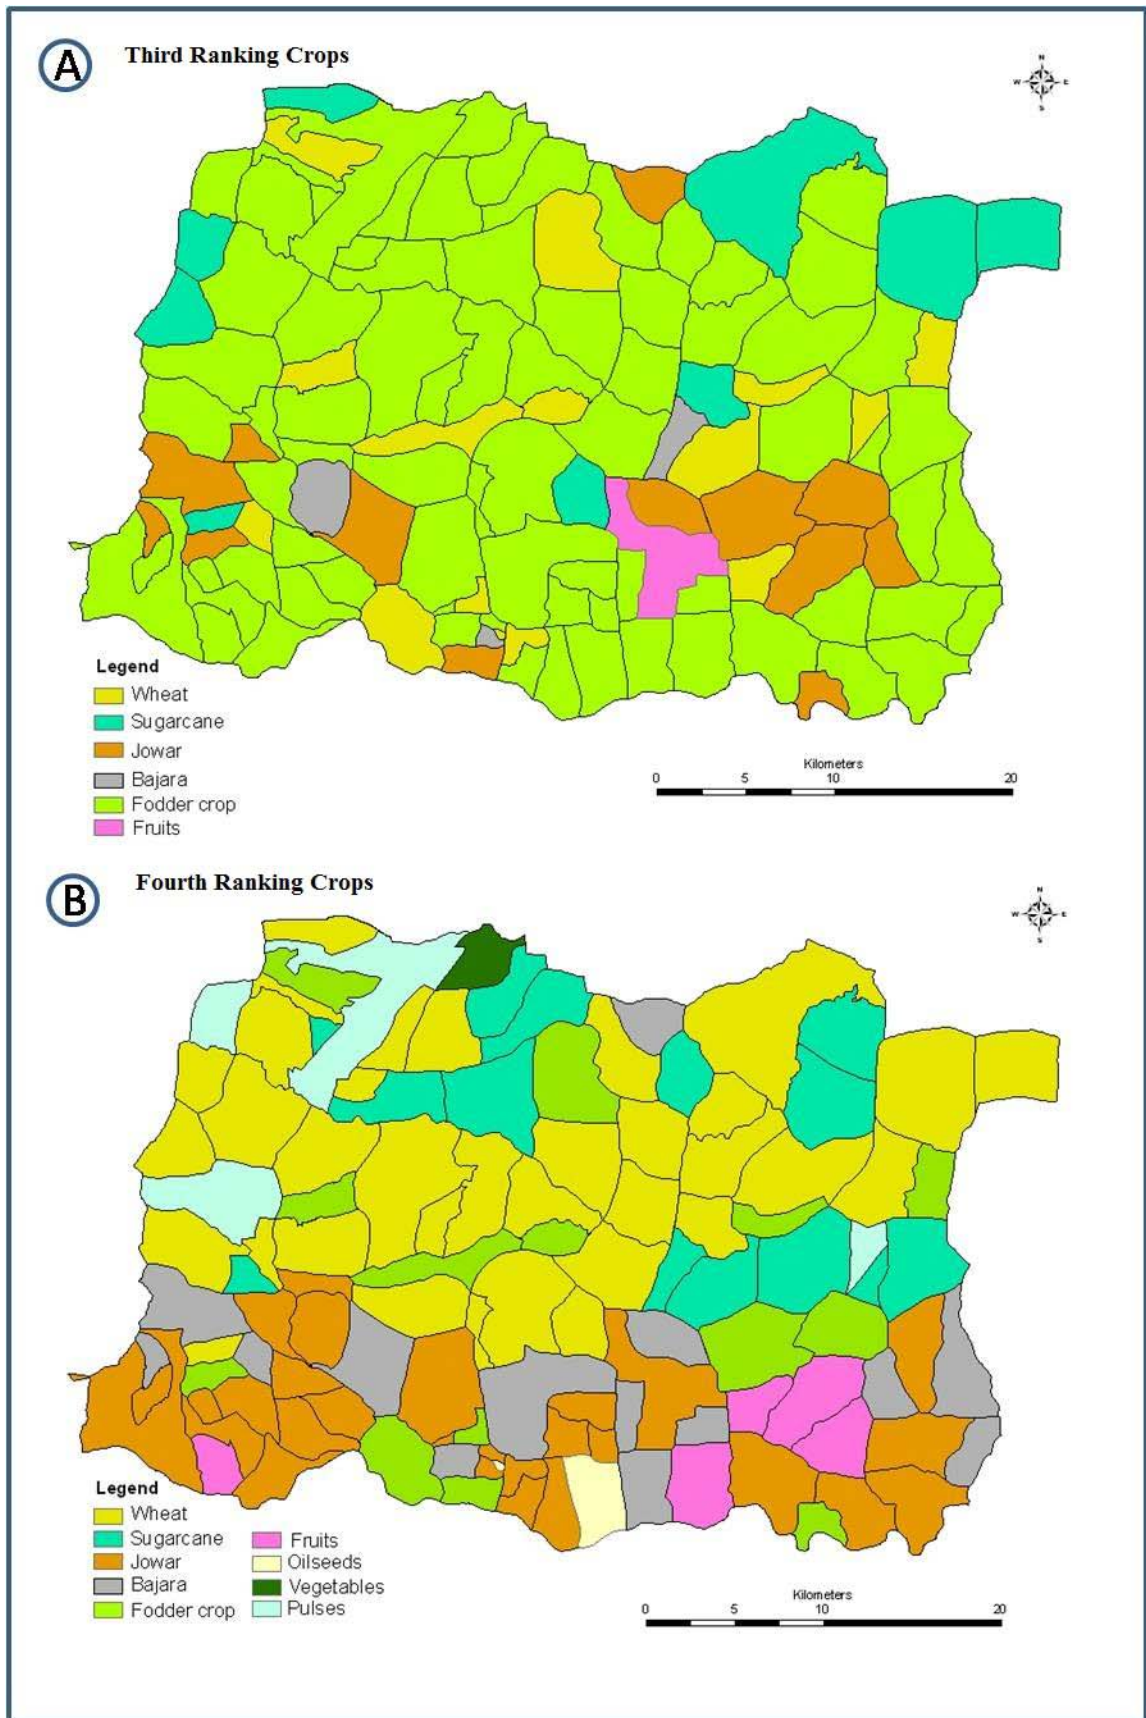 A
Third Ranking Crops
N
W E
S
Legend
Wheat
Sugarcane
Jowar
Bajara
Fodder crop
Fruits
Kilometers
0 5 10 20
B
Fourth Ranking Crops
N
W E
S
Legend
Wheat
Sugarcane
Jowar
Bajara
Fodder crop
Fruits
Oilseeds
Vegetables
Pulses
Kilometers
0 5 10 20